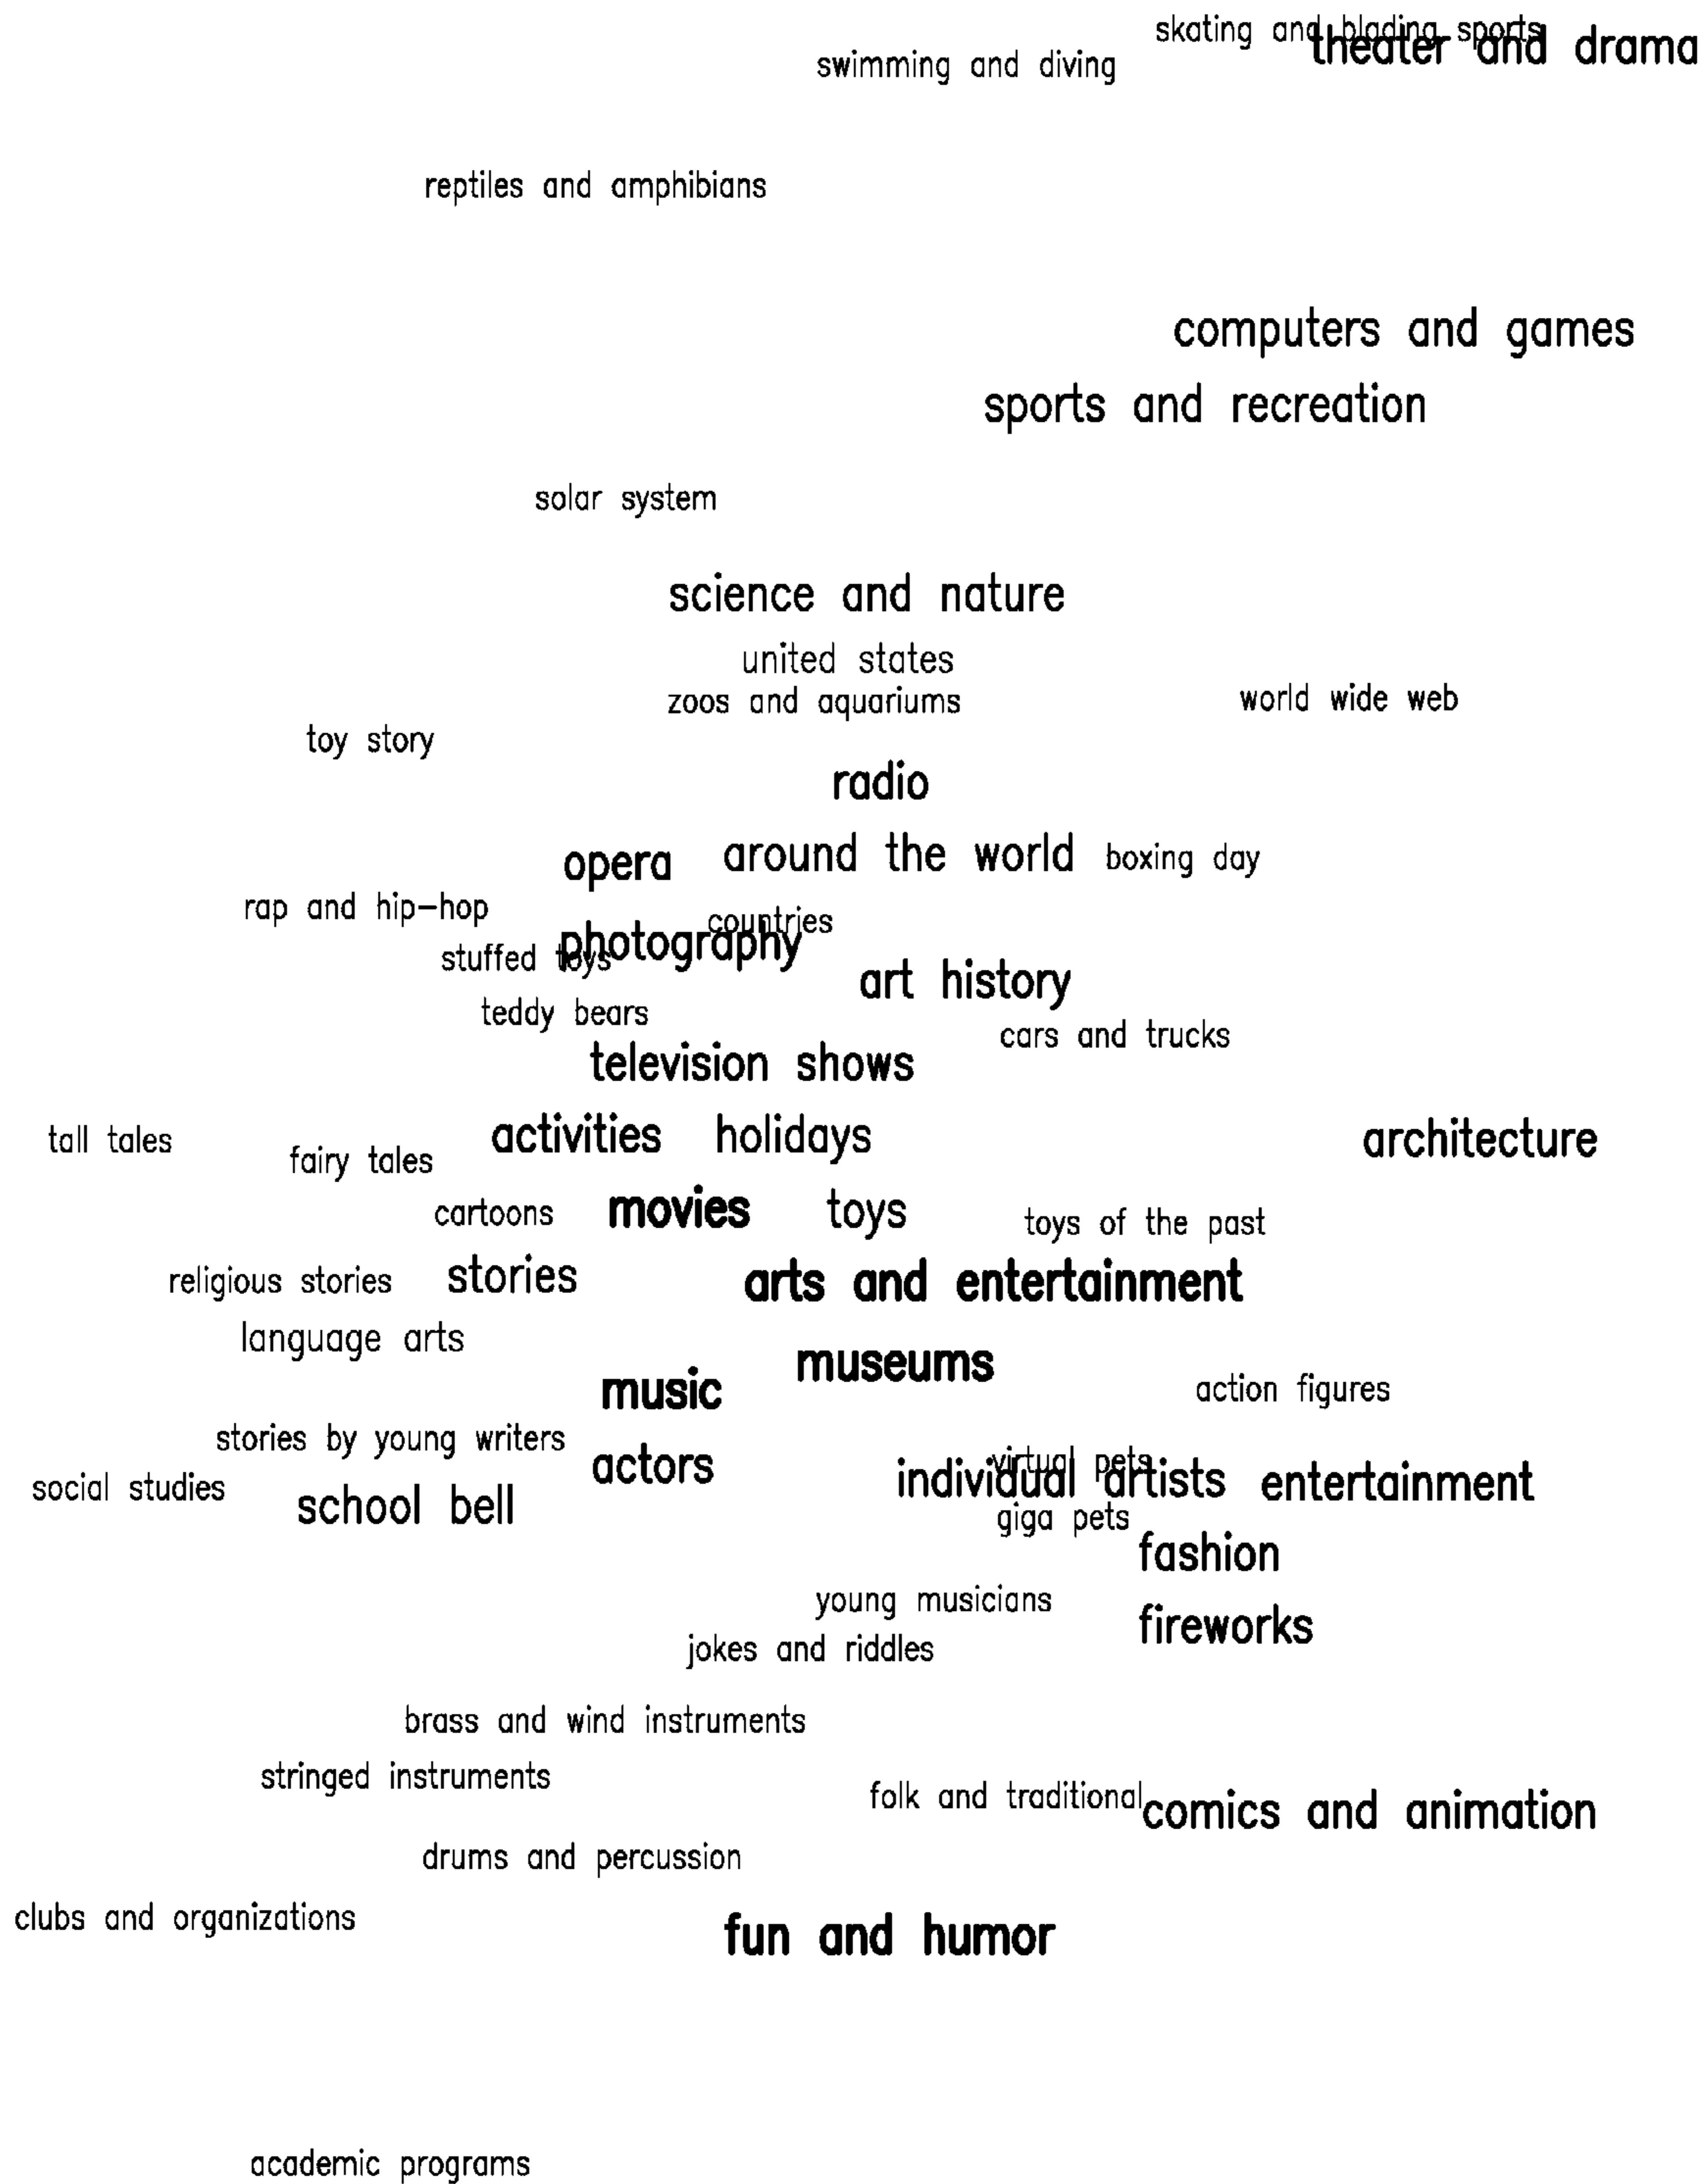 skating and blading sports
theater and drama
swimming and diving
reptiles and amphibians
computers and games
sports and recreation
solar system
science and nature
united states
zoos and aquariums
world wide web
toy story
radio
opera
around the world
boxing day
rap and hip-hop
countries
photography
stuffed toys
art history
teddy bears
cars and trucks
television shows
activities
holidays
architecture
tall tales
fairy tales
movies
toys
cartoons
toys of the past
stories
religious stories
arts and entertainment
language arts
museums
music
action figures
stories by young writers
actors
virtual pets
individual artists
entertainment
social studies
school bell
giga pets
fashion
young musicians
fireworks
jokes and riddles
brass and wind instruments
stringed instruments
folk and traditional
comics and animation
drums and percussion
clubs and organizations
fun and humor
academic programs